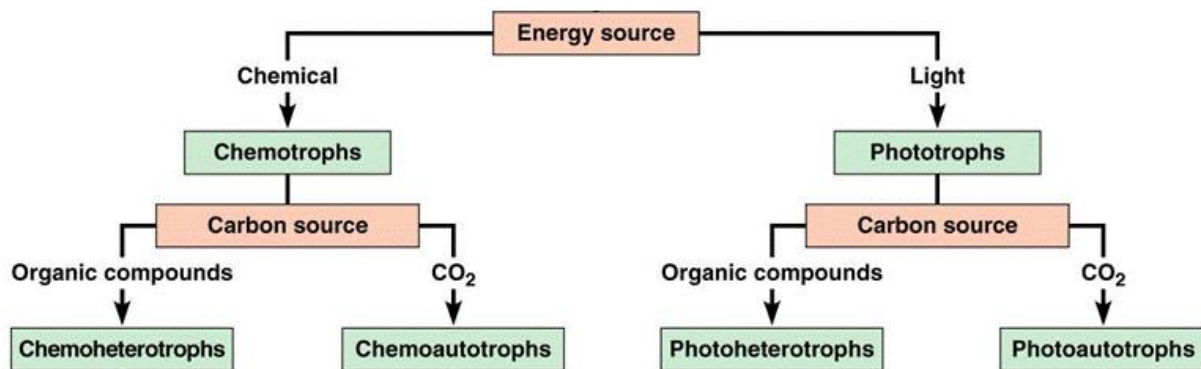 Energy source
Chemical
Light
Chemotrophs
Phototrophs
Carbon source
Carbon source
Organic compounds
CO₂
Organic compounds
CO₂
Chemoheterotrophs
Chemoautotrophs
Photoheterotrophs
Photoautotrophs